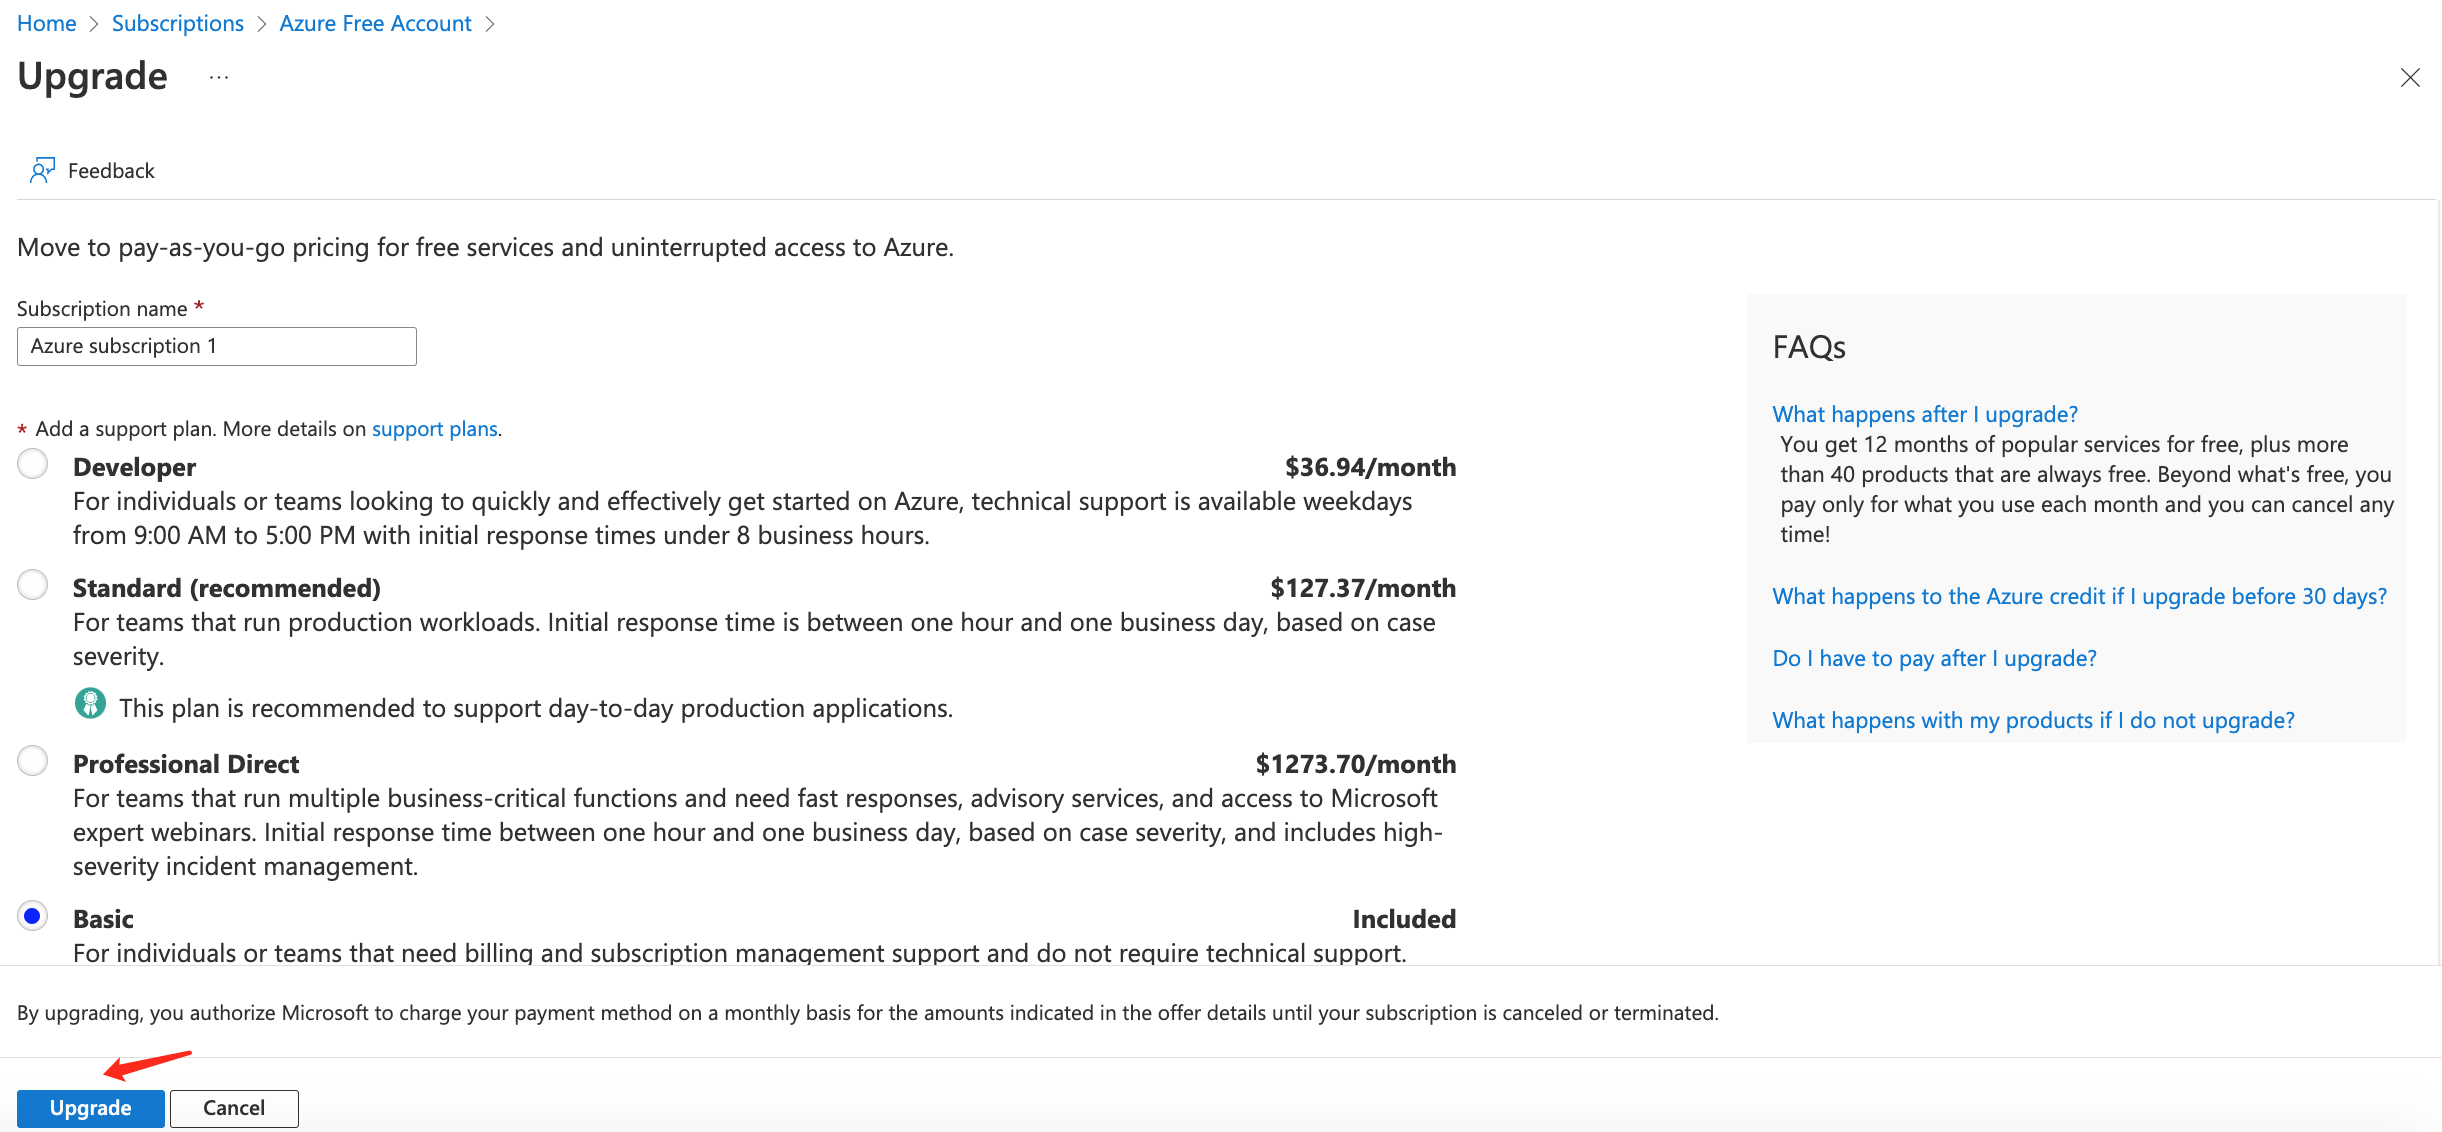 Home > Subscriptions > Azure Free Account >
Upgrade ...
Feedback
Move to pay-as-you-go pricing for free services and uninterrupted access to Azure.
Subscription name *
Azure subscription 1
* Add a support plan. More details on support plans.
Developer $36.94/month
For individuals or teams looking to quickly and effectively get started on Azure, technical support is available weekdays
from 9:00 AM to 5:00 PM with initial response times under 8 business hours.
Standard (recommended) $127.37/month
For teams that run production workloads. Initial response time is between one hour and one business day, based on case
severity.
This plan is recommended to support day-to-day production applications.
Professional Direct $1273.70/month
For teams that run multiple business-critical functions and need fast responses, advisory services, and access to Microsoft
expert webinars. Initial response time between one hour and one business day, based on case severity, and includes high-
severity incident management.
Basic Included
For individuals or teams that need billing and subscription management support and do not require technical support.
FAQs
What happens after I upgrade?
You get 12 months of popular services for free, plus more
than 40 products that are always free. Beyond what's free, you
pay only for what you use each month and you can cancel any
time!
What happens to the Azure credit if I upgrade before 30 days?
Do I have to pay after I upgrade?
What happens with my products if I do not upgrade?
By upgrading, you authorize Microsoft to charge your payment method on a monthly basis for the amounts indicated in the offer details until your subscription is canceled or terminated.
Upgrade Cancel